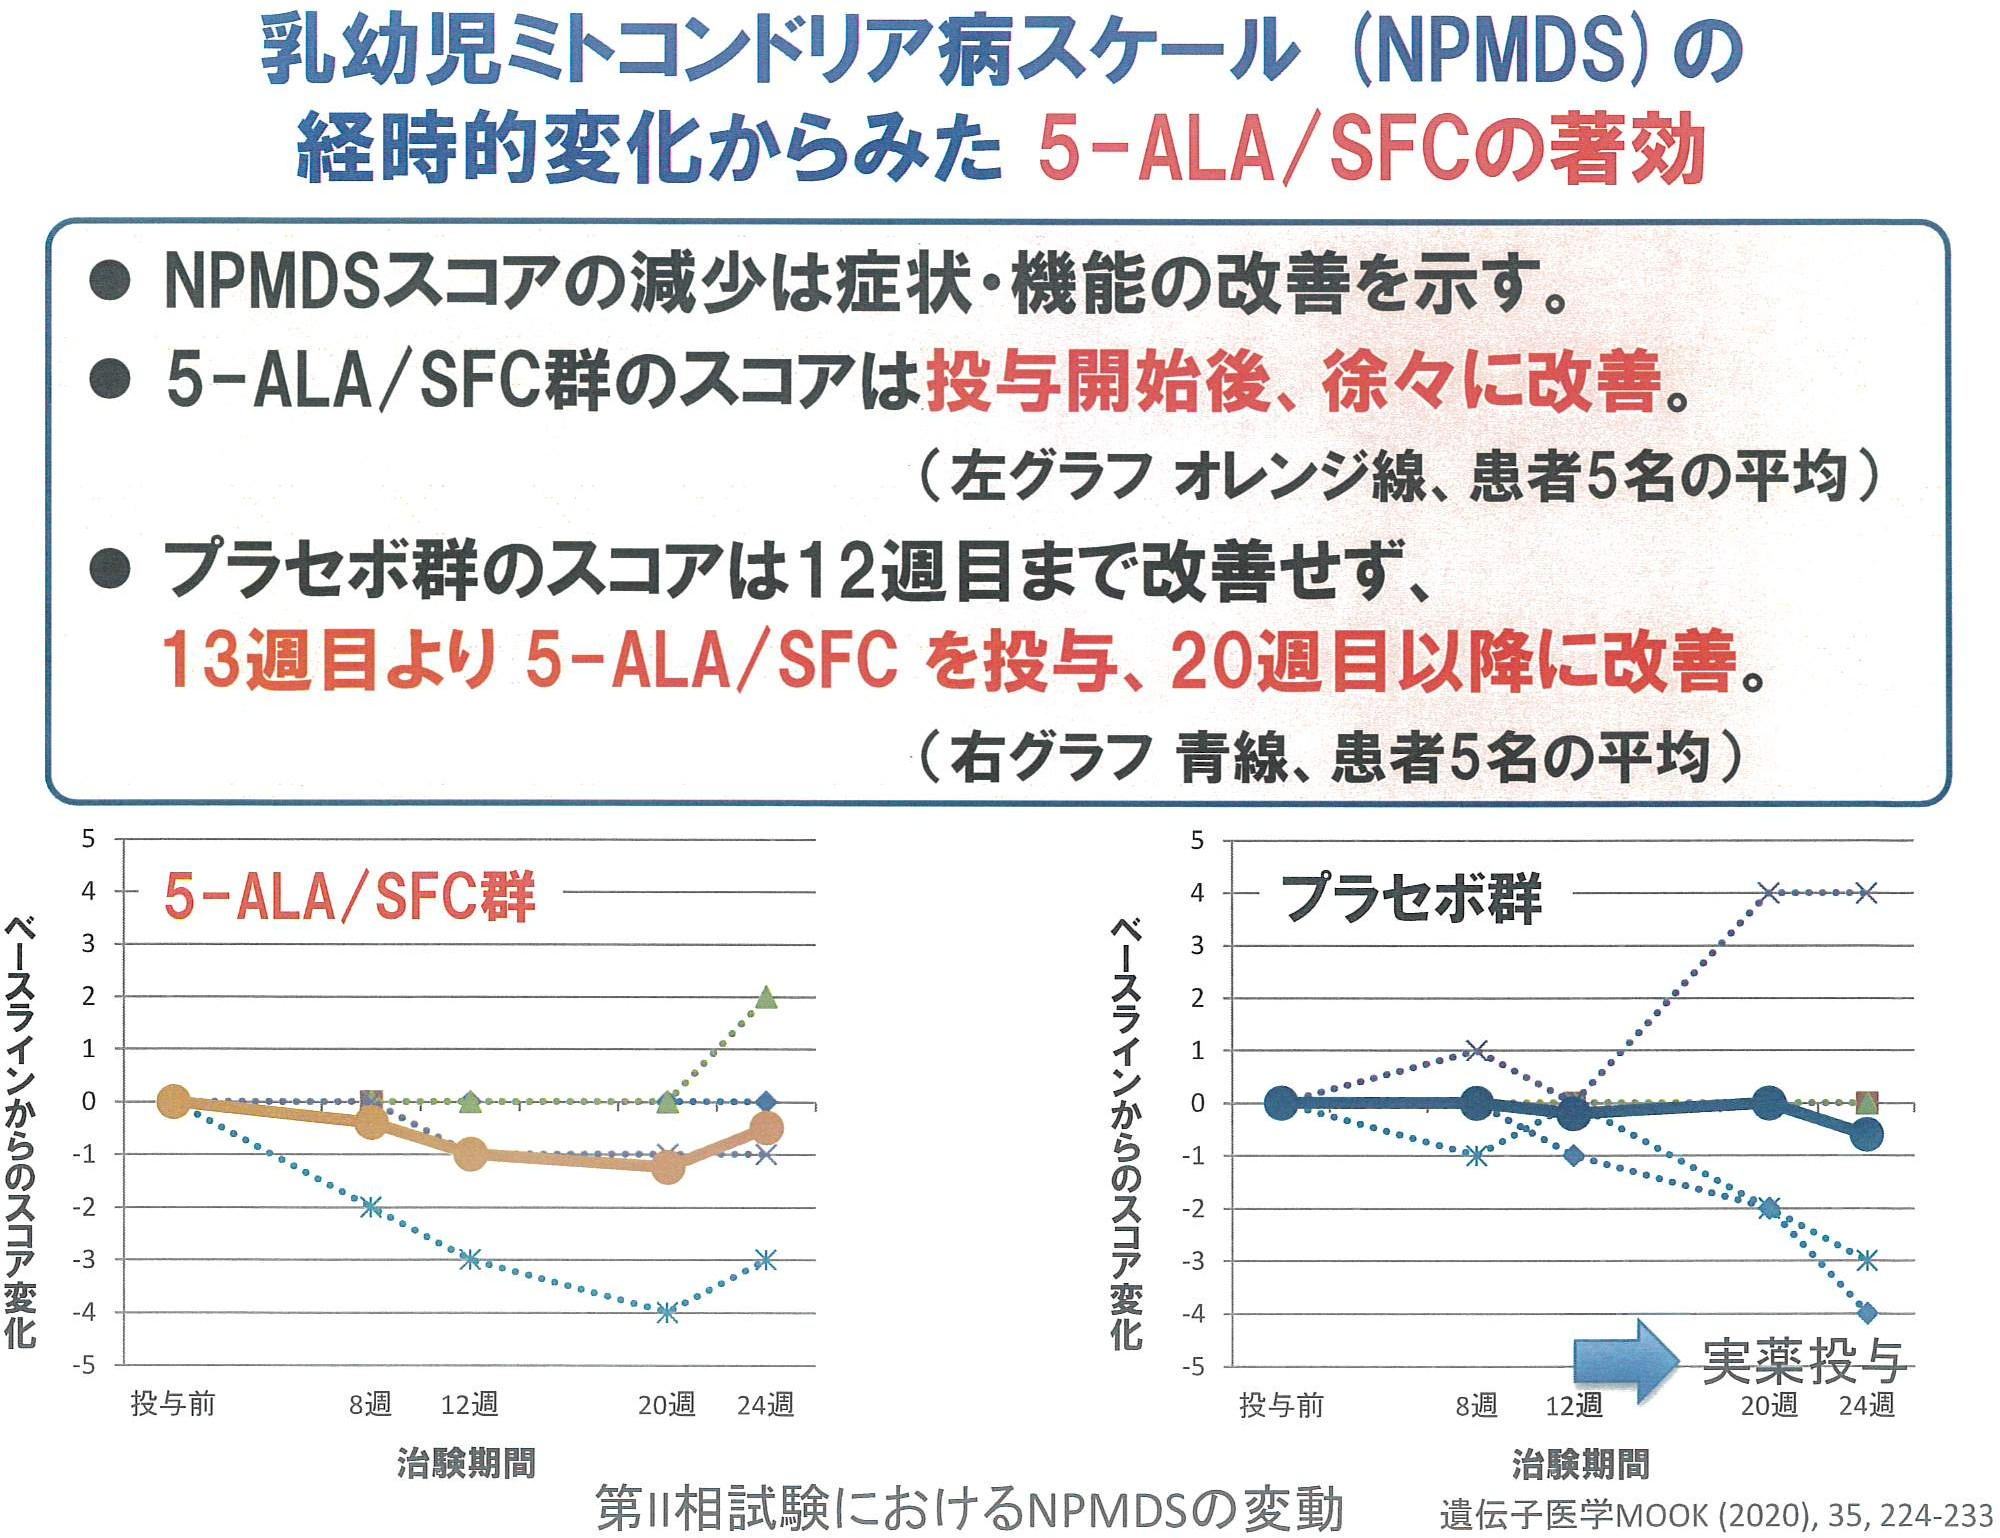 乳幼児ミトコンドリア病スケール (NPMDS)の
経時的変化からみた 5-ALA/SFCの著効
● NPMDSスコアの減少は症状・機能の改善を示す。
● 5-ALA/SFC群のスコアは投与開始後、徐々に改善。
（左グラフ オレンジ線、患者5名の平均）
● プラセボ群のスコアは12週目まで改善せず、
13週目より 5-ALA/SFC を投与、20週目以降に改善。
（右グラフ 青線、患者5名の平均）
5-ALA/SFC群
ベースラインからのスコア変化
5
4
3
2
1
0
-1
-2
-3
-4
-5
投与前 8週 12週 20週 24週
治験期間
プラセボ群
ベースラインからのスコア変化
5
4
3
2
1
0
-1
-2
-3
-4
-5
実薬投与
投与前 8週 12週 20週 24週
治験期間
第II相試験におけるNPMDSの変動
遺伝子医学MOOK (2020), 35, 224-233